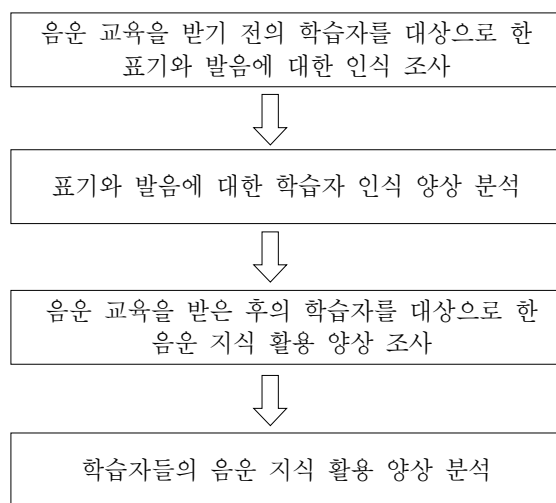 음운 교육을 받기 전의 학습자를 대상으로 한
표기와 발음에 대한 인식 조사
표기와 발음에 대한 학습자 인식 양상 분석
음운 교육을 받은 후의 학습자를 대상으로 한
음운 지식 활용 양상 조사
학습자들의 음운 지식 활용 양상 분석